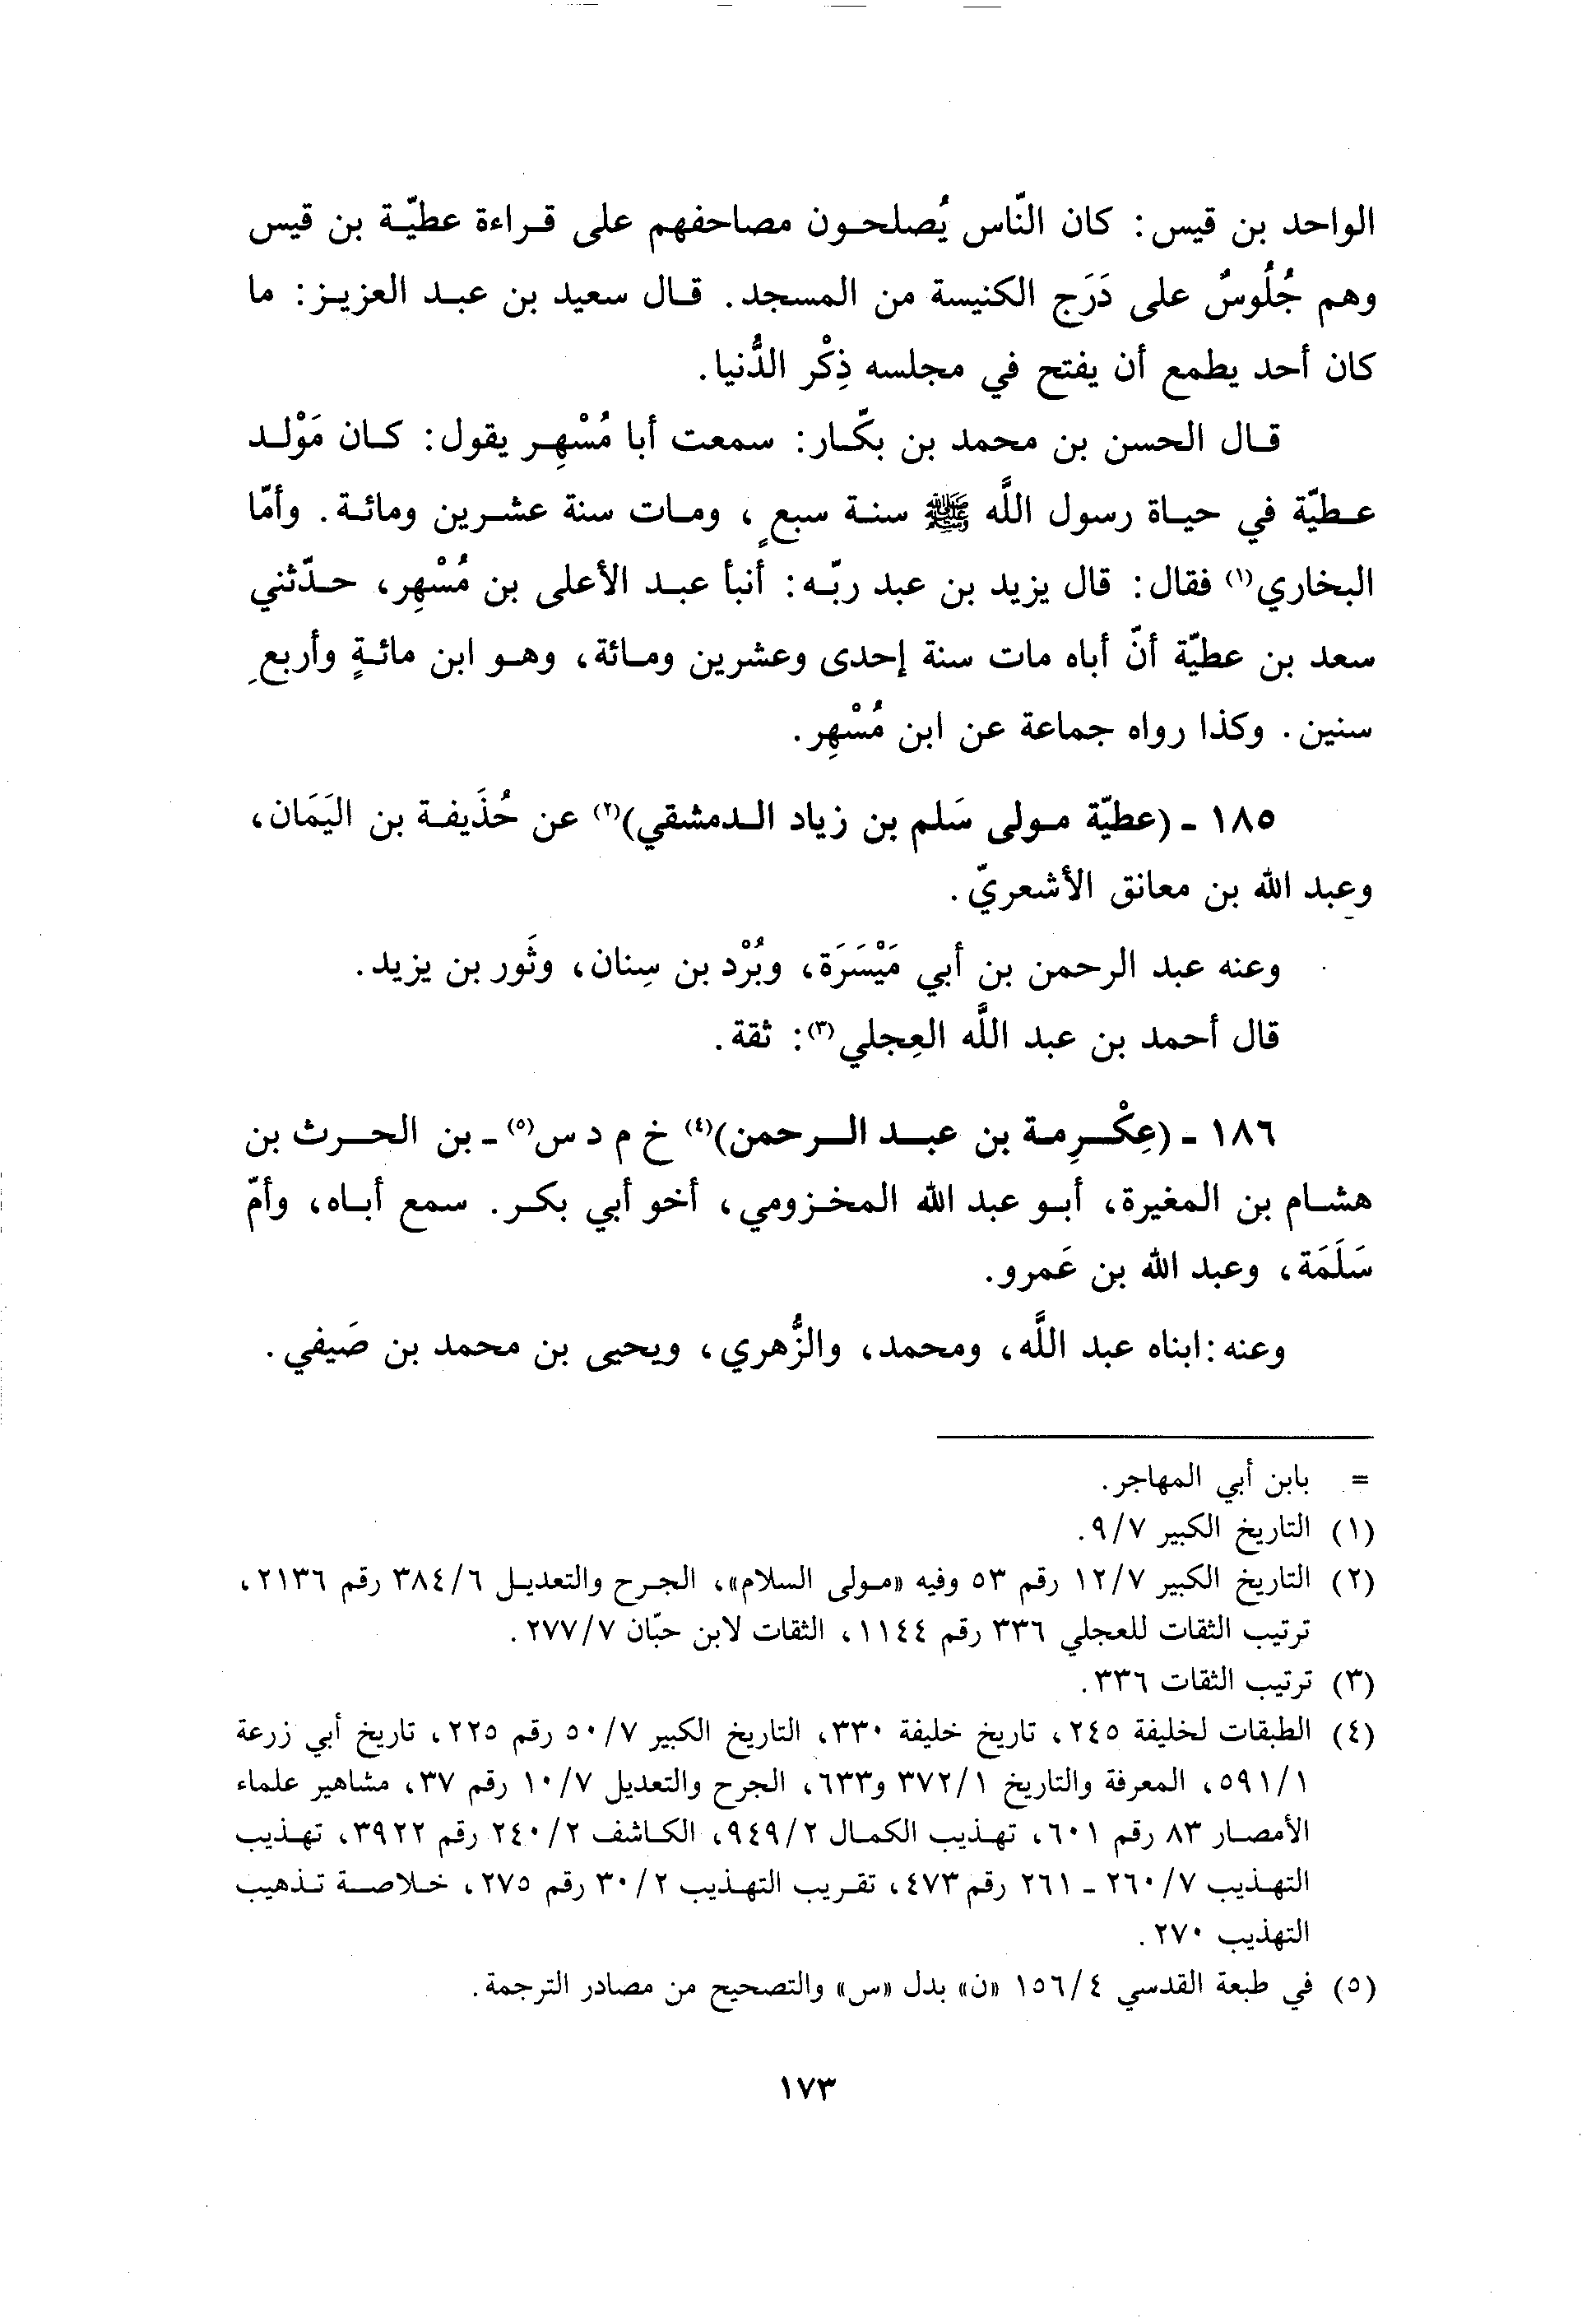 الواحد بن قيس: كان النّاس يُصلحون مصاحفهم على قراءة عطيّة بن قيس
وهم جُلُوسٌ على دَرَج الكنيسة من المسجد. قال سعيد بن عبد العزيز: ما
كان أحد يطمع أن يفتح في مجلسه ذِكْر الدُّنيا.
قال الحسن بن محمد بن بكّار: سمعت أبا مُسْهِر يقول: كان مَوْلد
عطيّة في حياة رسول اللَّه ﷺ سنة سبعٍ، ومات سنة عشرين ومائة. وأمّا
البخاري(١) فقال: قال يزيد بن عبد ربّه: أنبأ عبد الأعلى بن مُسْهِر، حدّثني
سعد بن عطيّة أنّ أباه مات سنة إحدى وعشرين ومائة، وهو ابن مائةٍ وأربعِ
سنين. وكذا رواه جماعة عن ابن مُسْهِر.
١٨٥ - (عطيّة مولى سَلم بن زياد الدمشقي)(٢) عن حُذَيفة بن اليَمَان،
وعبد الله بن معانق الأشعريّ.
وعنه عبد الرحمن بن أبي مَيْسَرَة، وبُرْد بن سِنان، وثَور بن يزيد.
قال أحمد بن عبد اللَّه العِجلي(٣): ثقة.
١٨٦ - (عِكْرِمة بن عبد الرحمن)(٤) خ م د س(٥) - بن الحرث بن
هشام بن المغيرة، أبو عبد الله المخزومي، أخو أبي بكر. سمع أباه، وأمّ
سَلَمَة، وعبد الله بن عَمرو.
وعنه: ابناه عبد اللَّه، ومحمد، والزُّهري، ويحيى بن محمد بن صَيفي.
= بابن أبي المهاجر.
(١) التاريخ الكبير ٩/٧.
(٢) التاريخ الكبير ١٢/٧ رقم ٥٣ وفيه «مولى السلام»، الجرح والتعديل ٣٨٤/٦ رقم ٢١٣٦،
ترتيب الثقات للعجلي ٣٣٦ رقم ١١٤٤، الثقات لابن حبّان ٢٧٧/٧.
(٣) ترتيب الثقات ٣٣٦.
(٤) الطبقات لخليفة ٢٤٥، تاريخ خليفة ٣٣٠، التاريخ الكبير ٥٠/٧ رقم ٢٢٥، تاريخ أبي زرعة
٥٩١/١، المعرفة والتاريخ ٣٧٢/١ و٦٣٣، الجرح والتعديل ١٠/٧ رقم ٣٧، مشاهير علماء
الأمصار ٨٣ رقم ٦٠١، تهذيب الكمال ٩٤٩/٢، الكاشف ٢٤٠/٢ رقم ٣٩٢٢، تهذيب
التهذيب ٢٦٠/٧ - ٢٦١ رقم ٤٧٣، تقريب التهذيب ٣٠/٢ رقم ٢٧٥، خلاصة تذهيب
التهذيب ٢٧٠.
(٥) في طبعة القدسي ١٥٦/٤ «ن» بدل «س» والتصحيح من مصادر الترجمة.
١٧٣